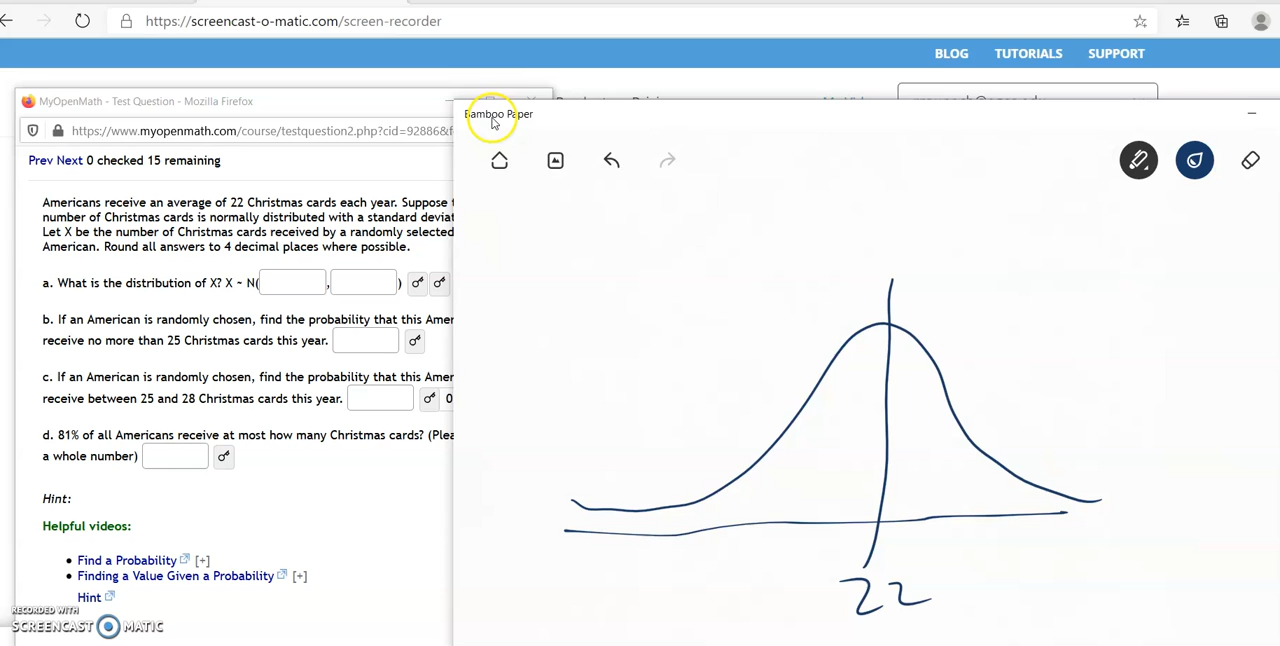 https://screencast-o-matic.com/screen-recorder
BLOG TUTORIALS SUPPORT
MyOpenMath - Test Question - Mozilla Firefox
https://www.myopenmath.com/course/testquestion2.php?cid=92886&f
Prev Next 0 checked 15 remaining
Americans receive an average of 22 Christmas cards each year. Suppose
number of Christmas cards is normally distributed with a standard deviat
Let X be the number of Christmas cards received by a randomly selected
American. Round all answers to 4 decimal places where possible.
a. What is the distribution of X? X ~ N( , )
b. If an American is randomly chosen, find the probability that this Amer
receive no more than 25 Christmas cards this year.
c. If an American is randomly chosen, find the probability that this Amer
receive between 25 and 28 Christmas cards this year. 0
d. 81% of all Americans receive at most how many Christmas cards? (Plea
a whole number)
Hint:
Helpful videos:
• Find a Probability [+]
• Finding a Value Given a Probability [+]
Hint
RECORDED WITH
SCREENCAST MATIC
Bamboo Paper
22